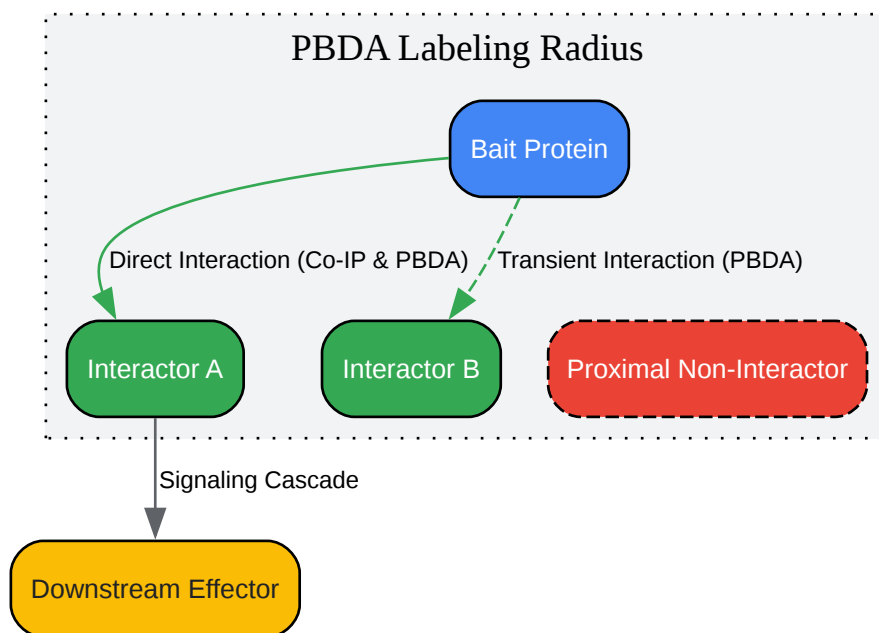 PBDA Labeling Radius
Bait Protein
Direct Interaction (Co-IP & PBDA)
Transient Interaction (PBDA)
Interactor A
Interactor B
Proximal Non-Interactor
Signaling Cascade
Downstream Effector